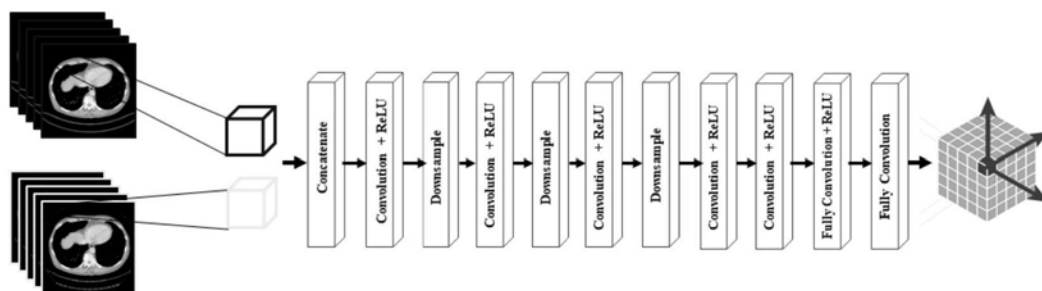 Concatenate
Convolution + ReLU
Downsample
Convolution + ReLU
Downsample
Convolution + ReLU
Downsample
Convolution + ReLU
Convolution + ReLU
Fully Convolution + ReLU
Fully Convolution